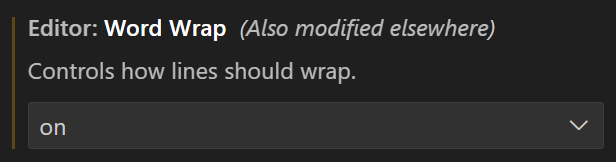 Editor: Word Wrap (Also modified elsewhere)
Controls how lines should wrap.
on